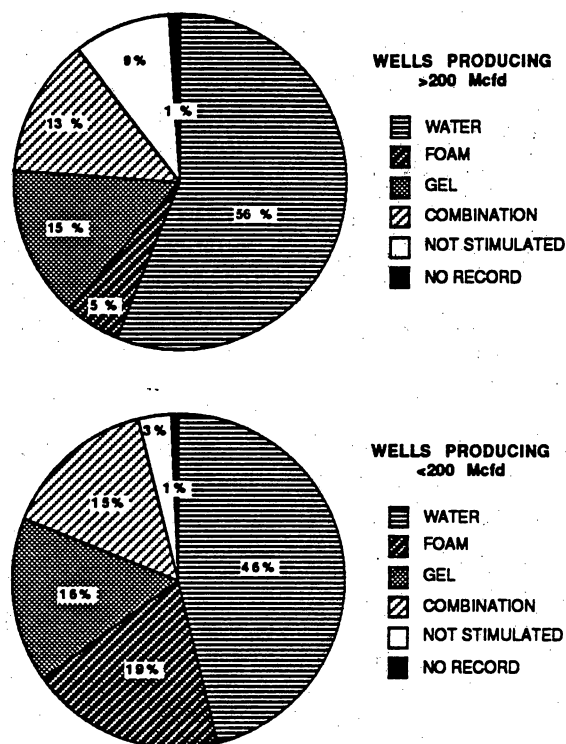 9%
1 %
13 %
56 %
15 %
5 %
WELLS PRODUCING
>200 Mcfd
WATER
FOAM
GEL
COMBINATION
NOT STIMULATED
NO RECORD
3%
1%
15%
46%
16%
19%
WELLS PRODUCING
<200 Mcfd
WATER
FOAM
GEL
COMBINATION
NOT STIMULATED
NO RECORD